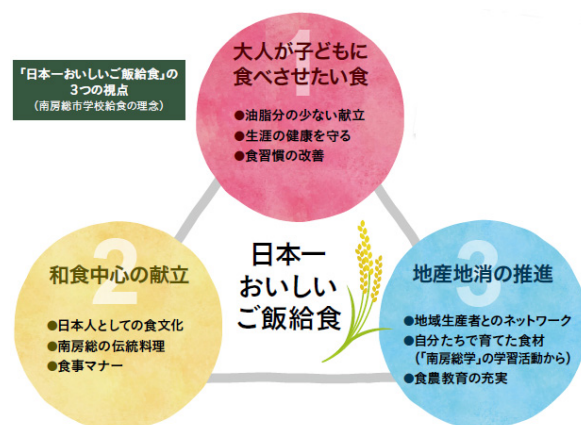 「日本一おいしいご飯給食」の
3つの視点
（南房総市学校給食の理念）
1
大人が子どもに
食べさせたい食
●油脂分の少ない献立
●生涯の健康を守る
●食習慣の改善
2
和食中心の献立
●日本人としての食文化
●南房総の伝統料理
●食事マナー
日本一
おいしい
ご飯給食
3
地産地消の推進
●地域生産者とのネットワーク
●自分たちで育てた食材
（「南房総学」の学習活動から）
●食農教育の充実